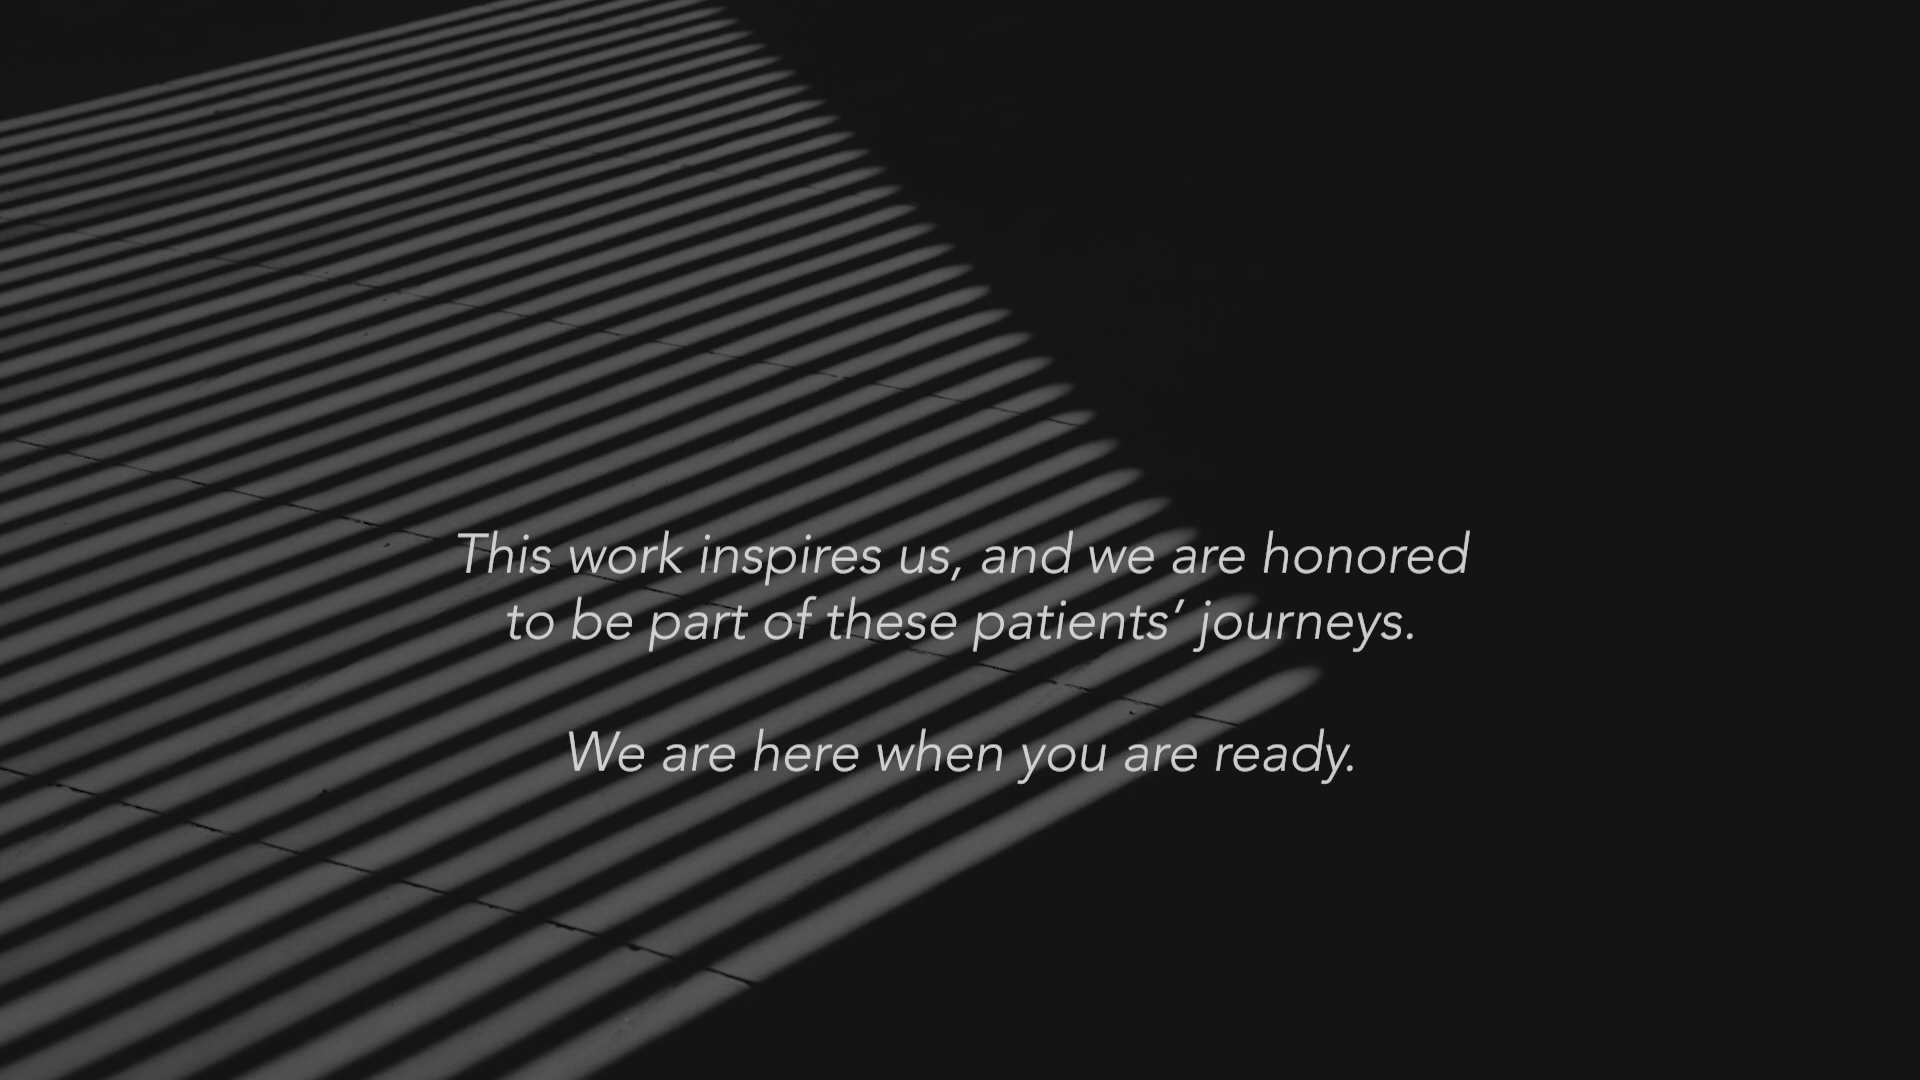 This work inspires us, and we are honored
to be part of these patients’ journeys.
We are here when you are ready.